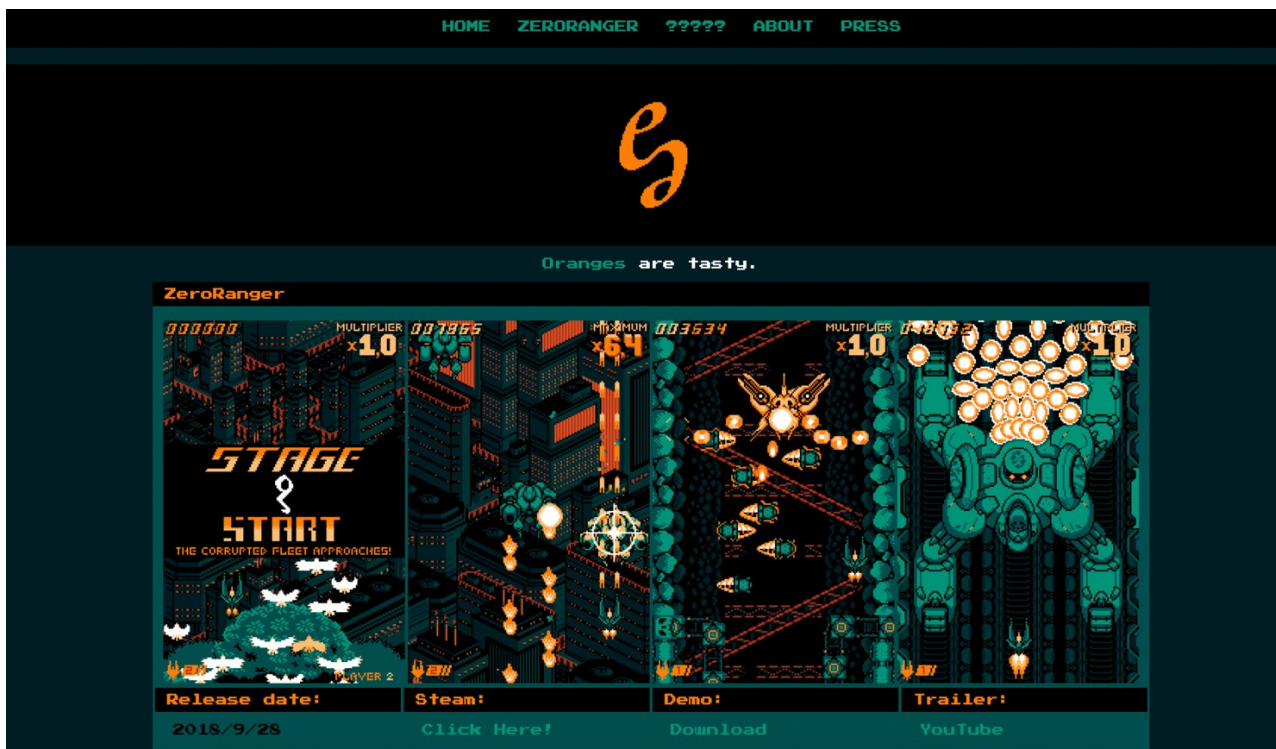 HOME ZERORANGER ????? ABOUT PRESS
Oranges are tasty.
ZeroRanger
000000 MULTIPLIER x1,0
007355 MAXIMUM x64
003534 MULTIPLIER x1,0
MULTIPLIER x1,0
STAGE
START
THE CORRUPTED FLEET APPROACHES!
PLAYER 2
Release date: Steam: Demo: Trailer:
2018/9/28 Click Here! Download YouTube